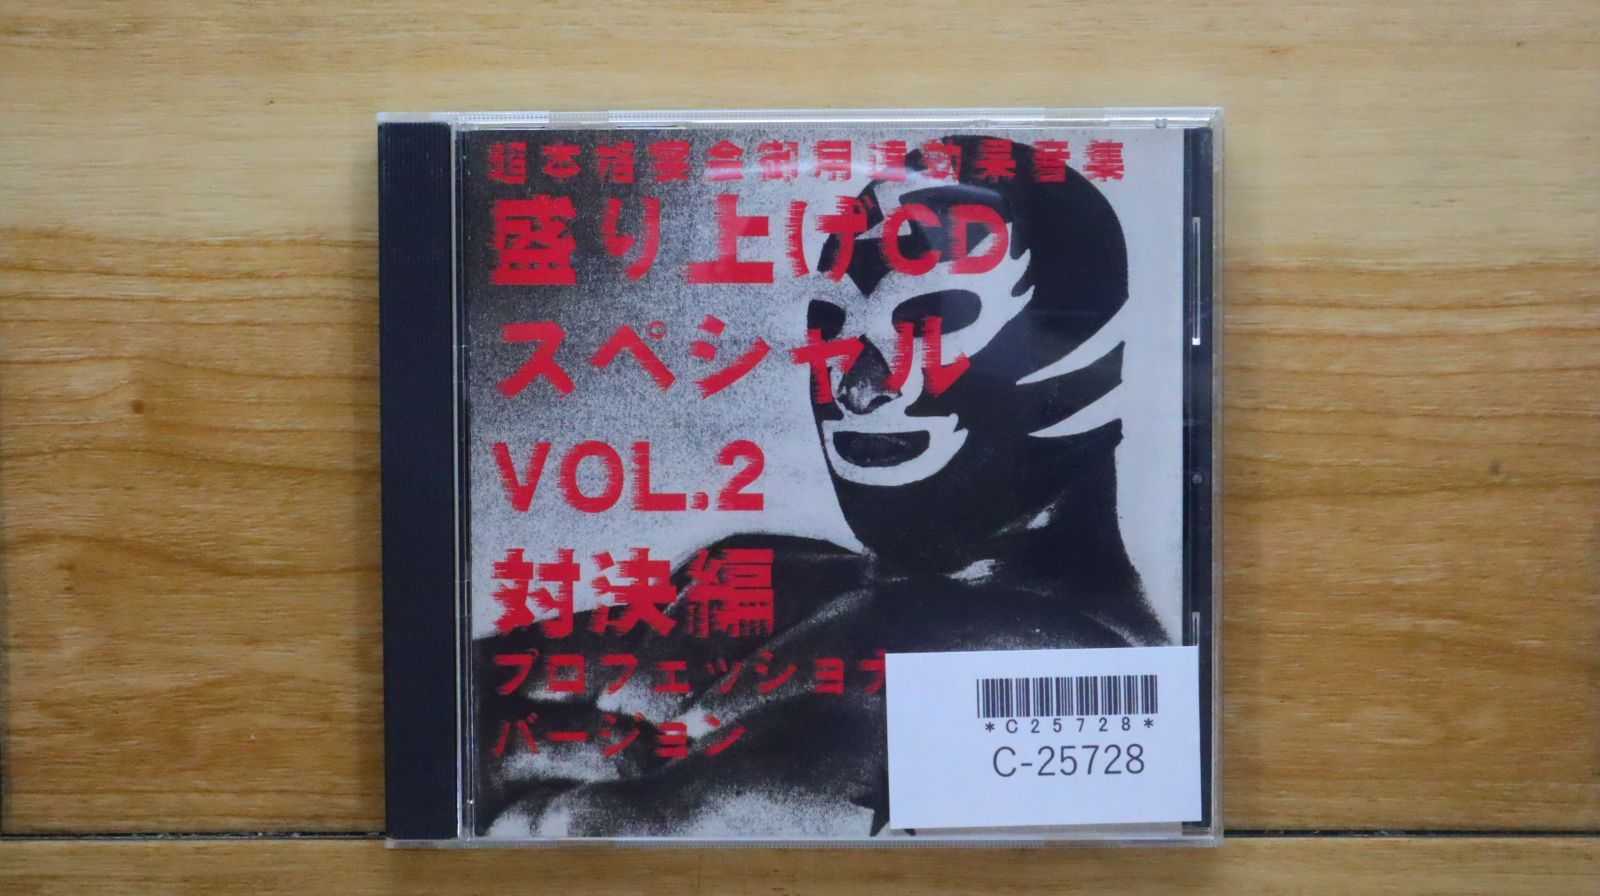 超本格宴会御用達効果音集
盛り上げCD
スペシャル
VOL.2
対決編
プロフェッショナ
バージョン
*C25728*
C-25728